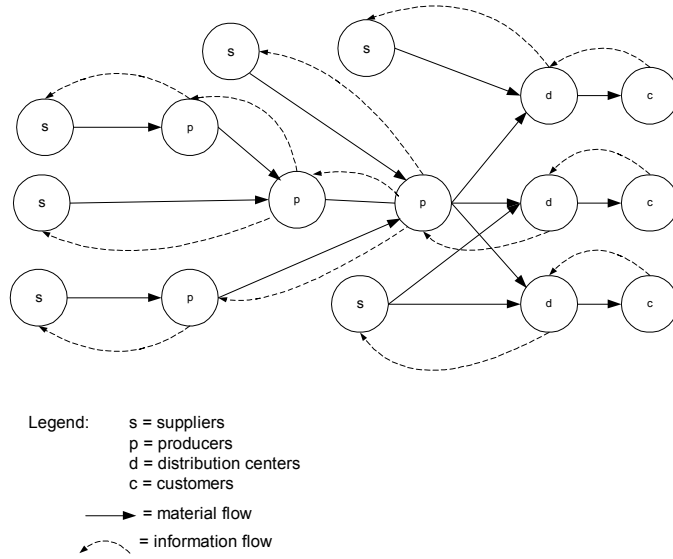 s
s
d
c
s
p
s
p
p
d
c
s
p
s
d
c
Legend: s = suppliers
p = producers
d = distribution centers
c = customers
= material flow
= information flow